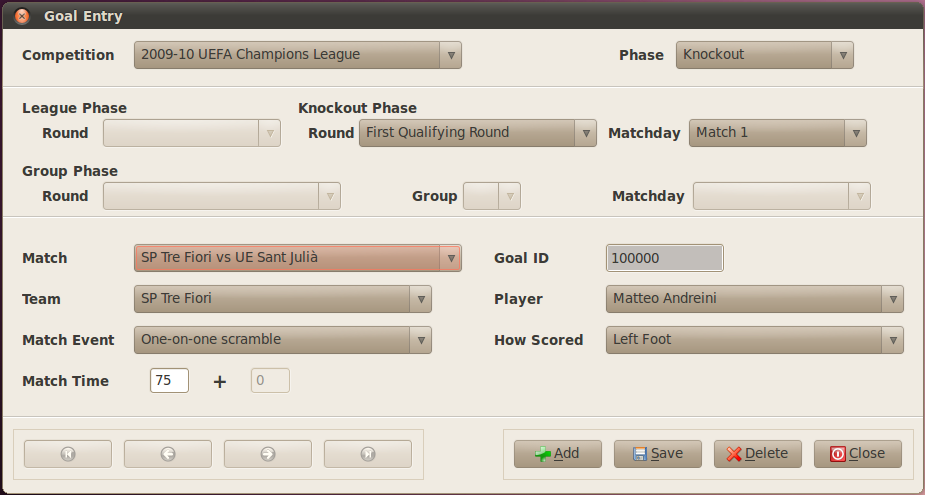 Goal Entry
Competition 2009-10 UEFA Champions League Phase Knockout
League Phase Knockout Phase
Round Round First Qualifying Round Matchday Match 1
Group Phase
Round Group Matchday
Match SP Tre Fiori vs UE Sant Julià Goal ID 100000
Team SP Tre Fiori Player Matteo Andreini
Match Event One-on-one scramble How Scored Left Foot
Match Time 75 + 0
Add Save Delete Close